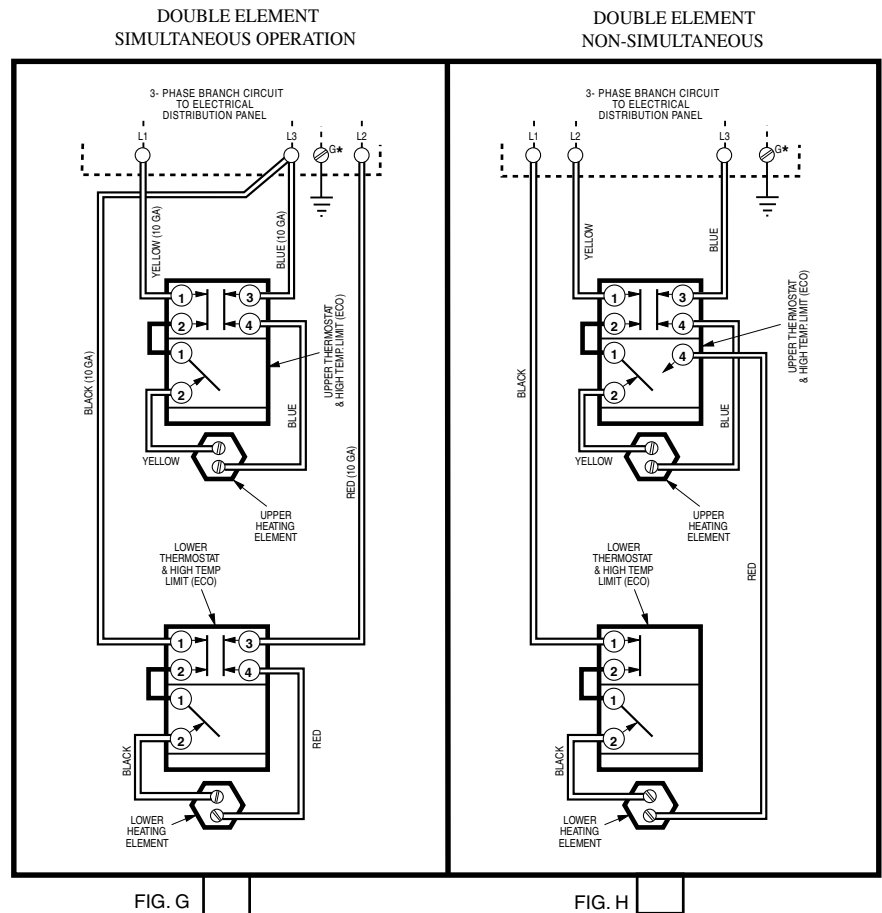 DOUBLE ELEMENT
SIMULTANEOUS OPERATION
3- PHASE BRANCH CIRCUIT
TO ELECTRICAL
DISTRIBUTION PANEL
L1
L3
G*
L2
YELLOW (10 GA)
BLUE (10 GA)
1
3
2
4
1
2
UPPER THERMOSTAT
& HIGH TEMP. LIMIT (ECO)
BLACK (10 GA)
BLUE
RED (10 GA)
YELLOW
UPPER
HEATING
ELEMENT
LOWER
THERMOSTAT
& HIGH TEMP
LIMIT (ECO)
1
3
2
4
1
2
BLACK
RED
LOWER
HEATING
ELEMENT
FIG. G
DOUBLE ELEMENT
NON-SIMULTANEOUS
3- PHASE BRANCH CIRCUIT
TO ELECTRICAL
DISTRIBUTION PANEL
L1
L2
L3
G*
YELLOW
BLUE
1
3
2
4
1
4
2
UPPER THERMOSTAT
& HIGH TEMP. LIMIT (ECO)
BLACK
BLUE
YELLOW
UPPER
HEATING
ELEMENT
RED
LOWER
THERMOSTAT
& HIGH TEMP
LIMIT (ECO)
1
2
1
2
BLACK
LOWER
HEATING
ELEMENT
FIG. H